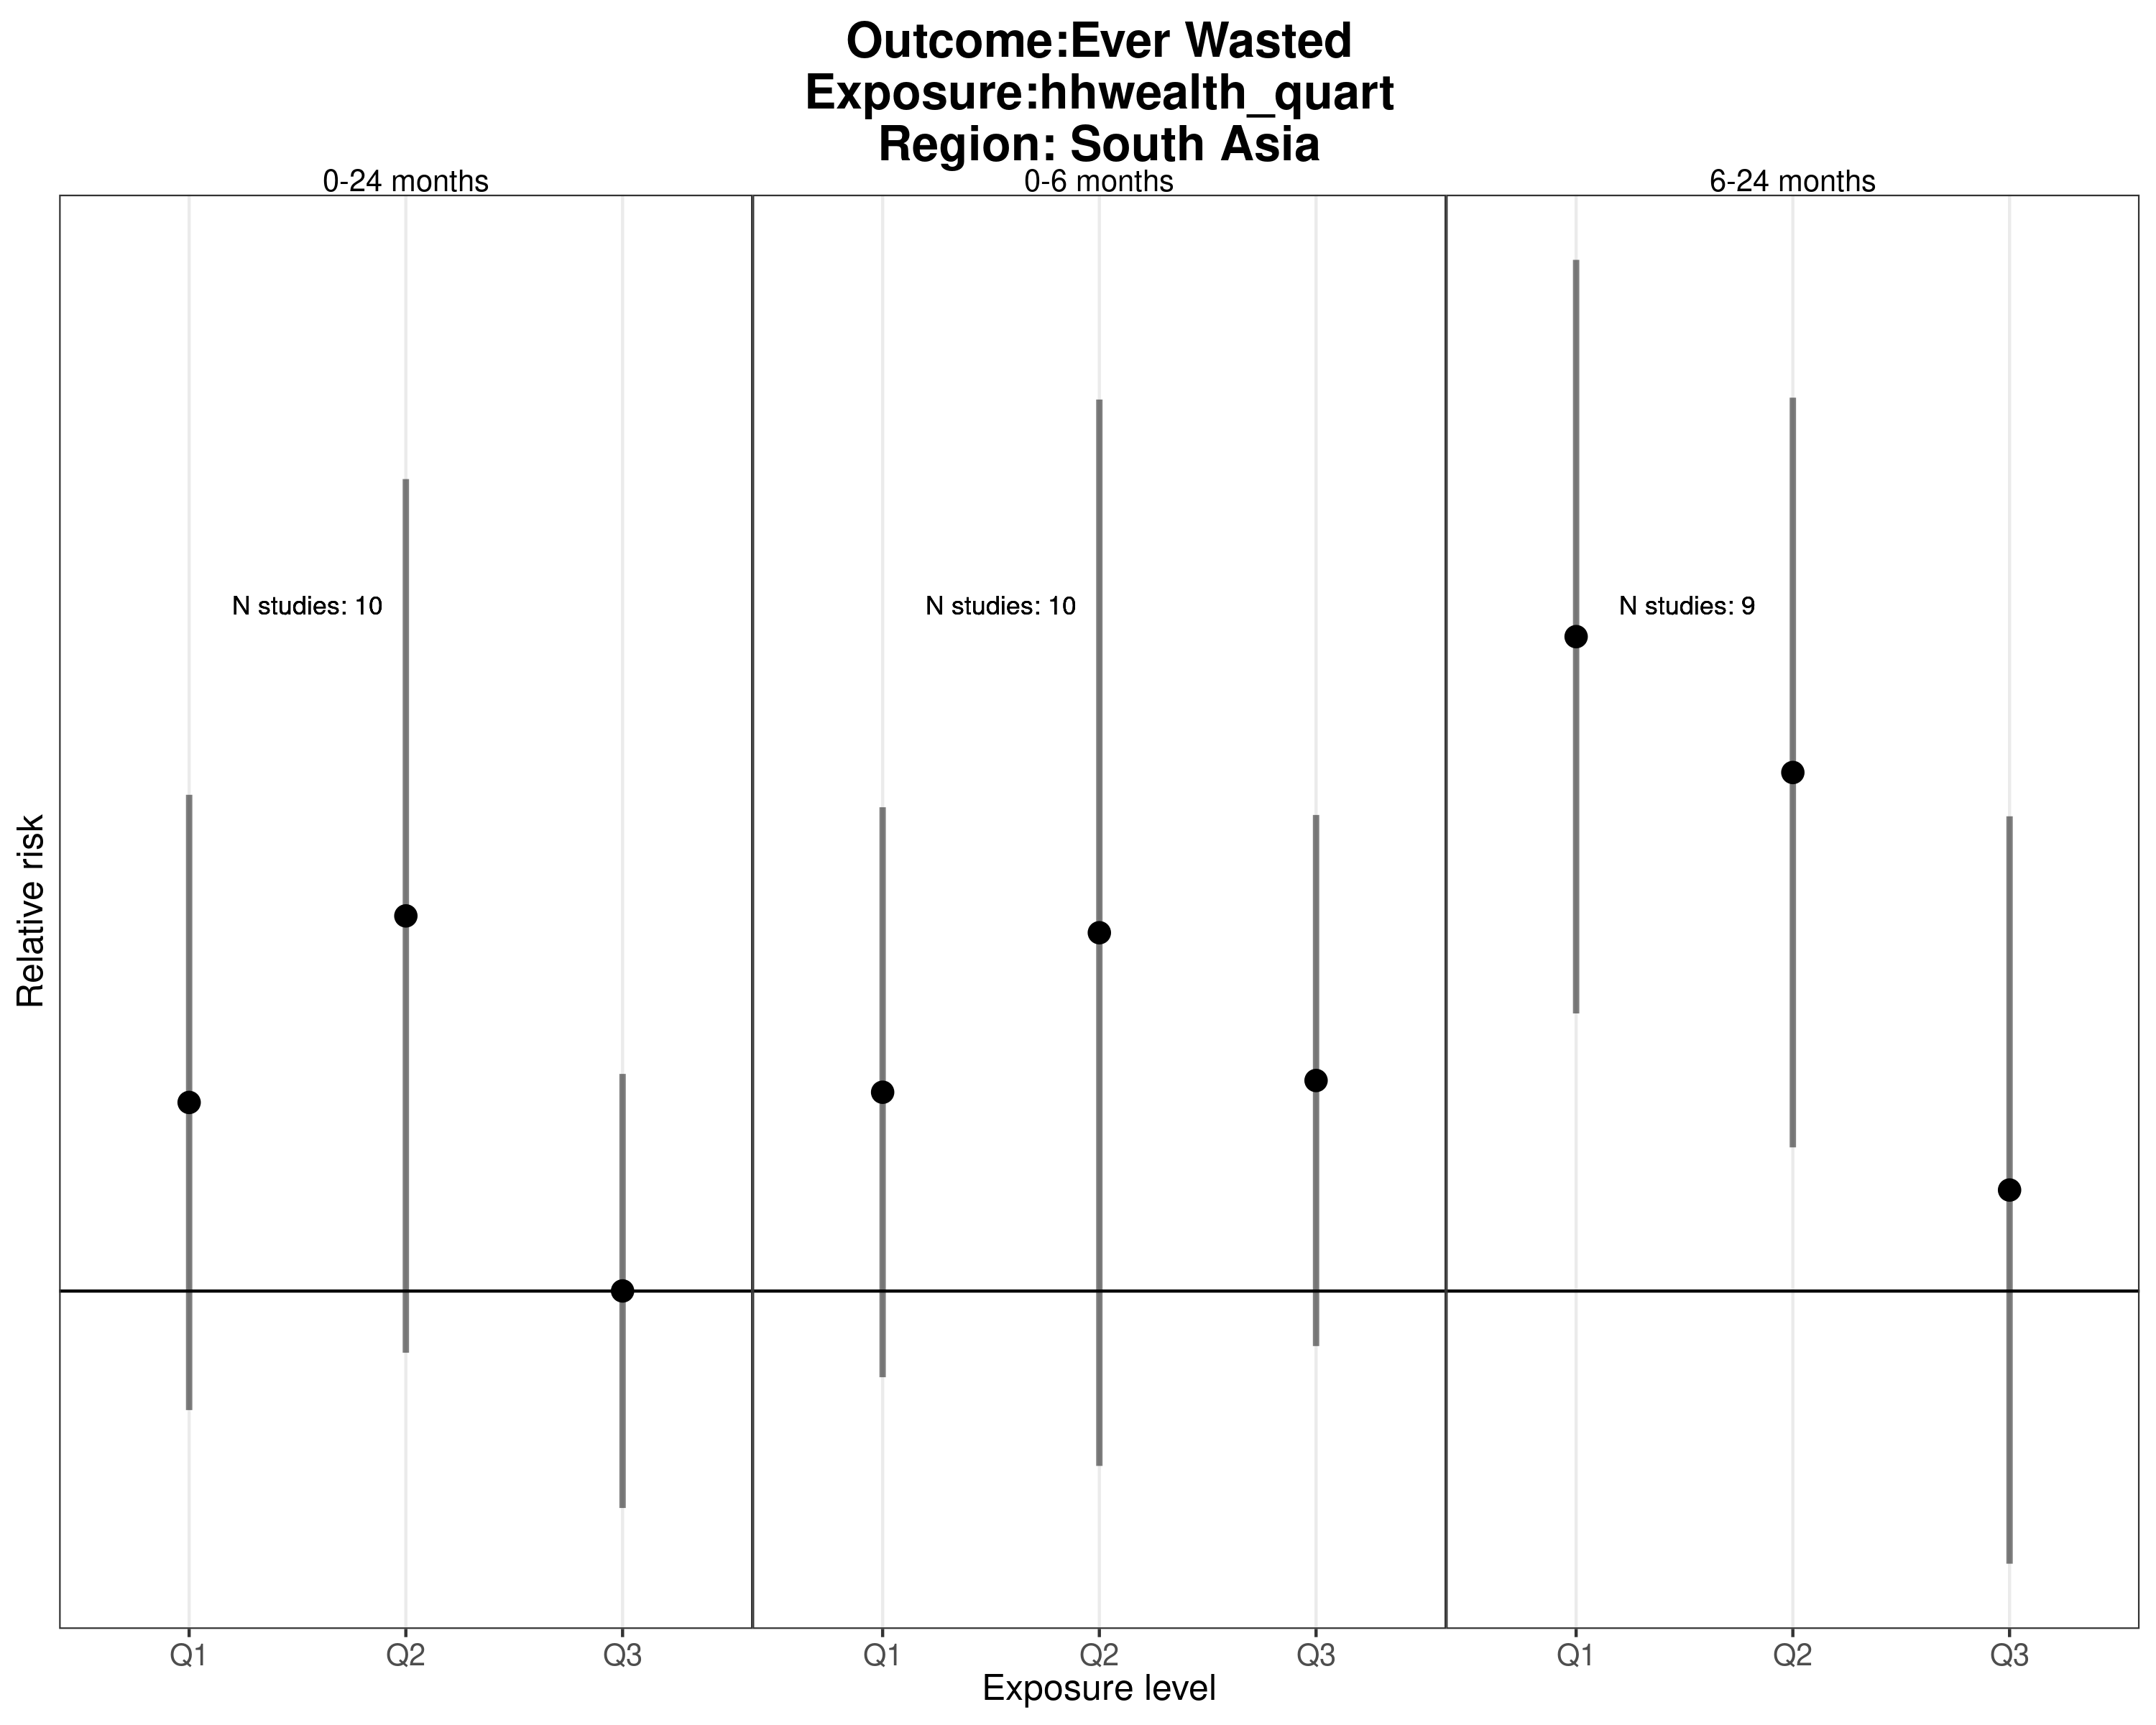 Outcome:Ever Wasted
Exposure:hhwealth_quart
Region: South Asia
0-24 months
0-6 months
6-24 months
N studies: 10
N studies: 10
N studies: 9
Relative risk
Q1
Q2
Q3
Q1
Q2
Q3
Q1
Q2
Q3
Exposure level